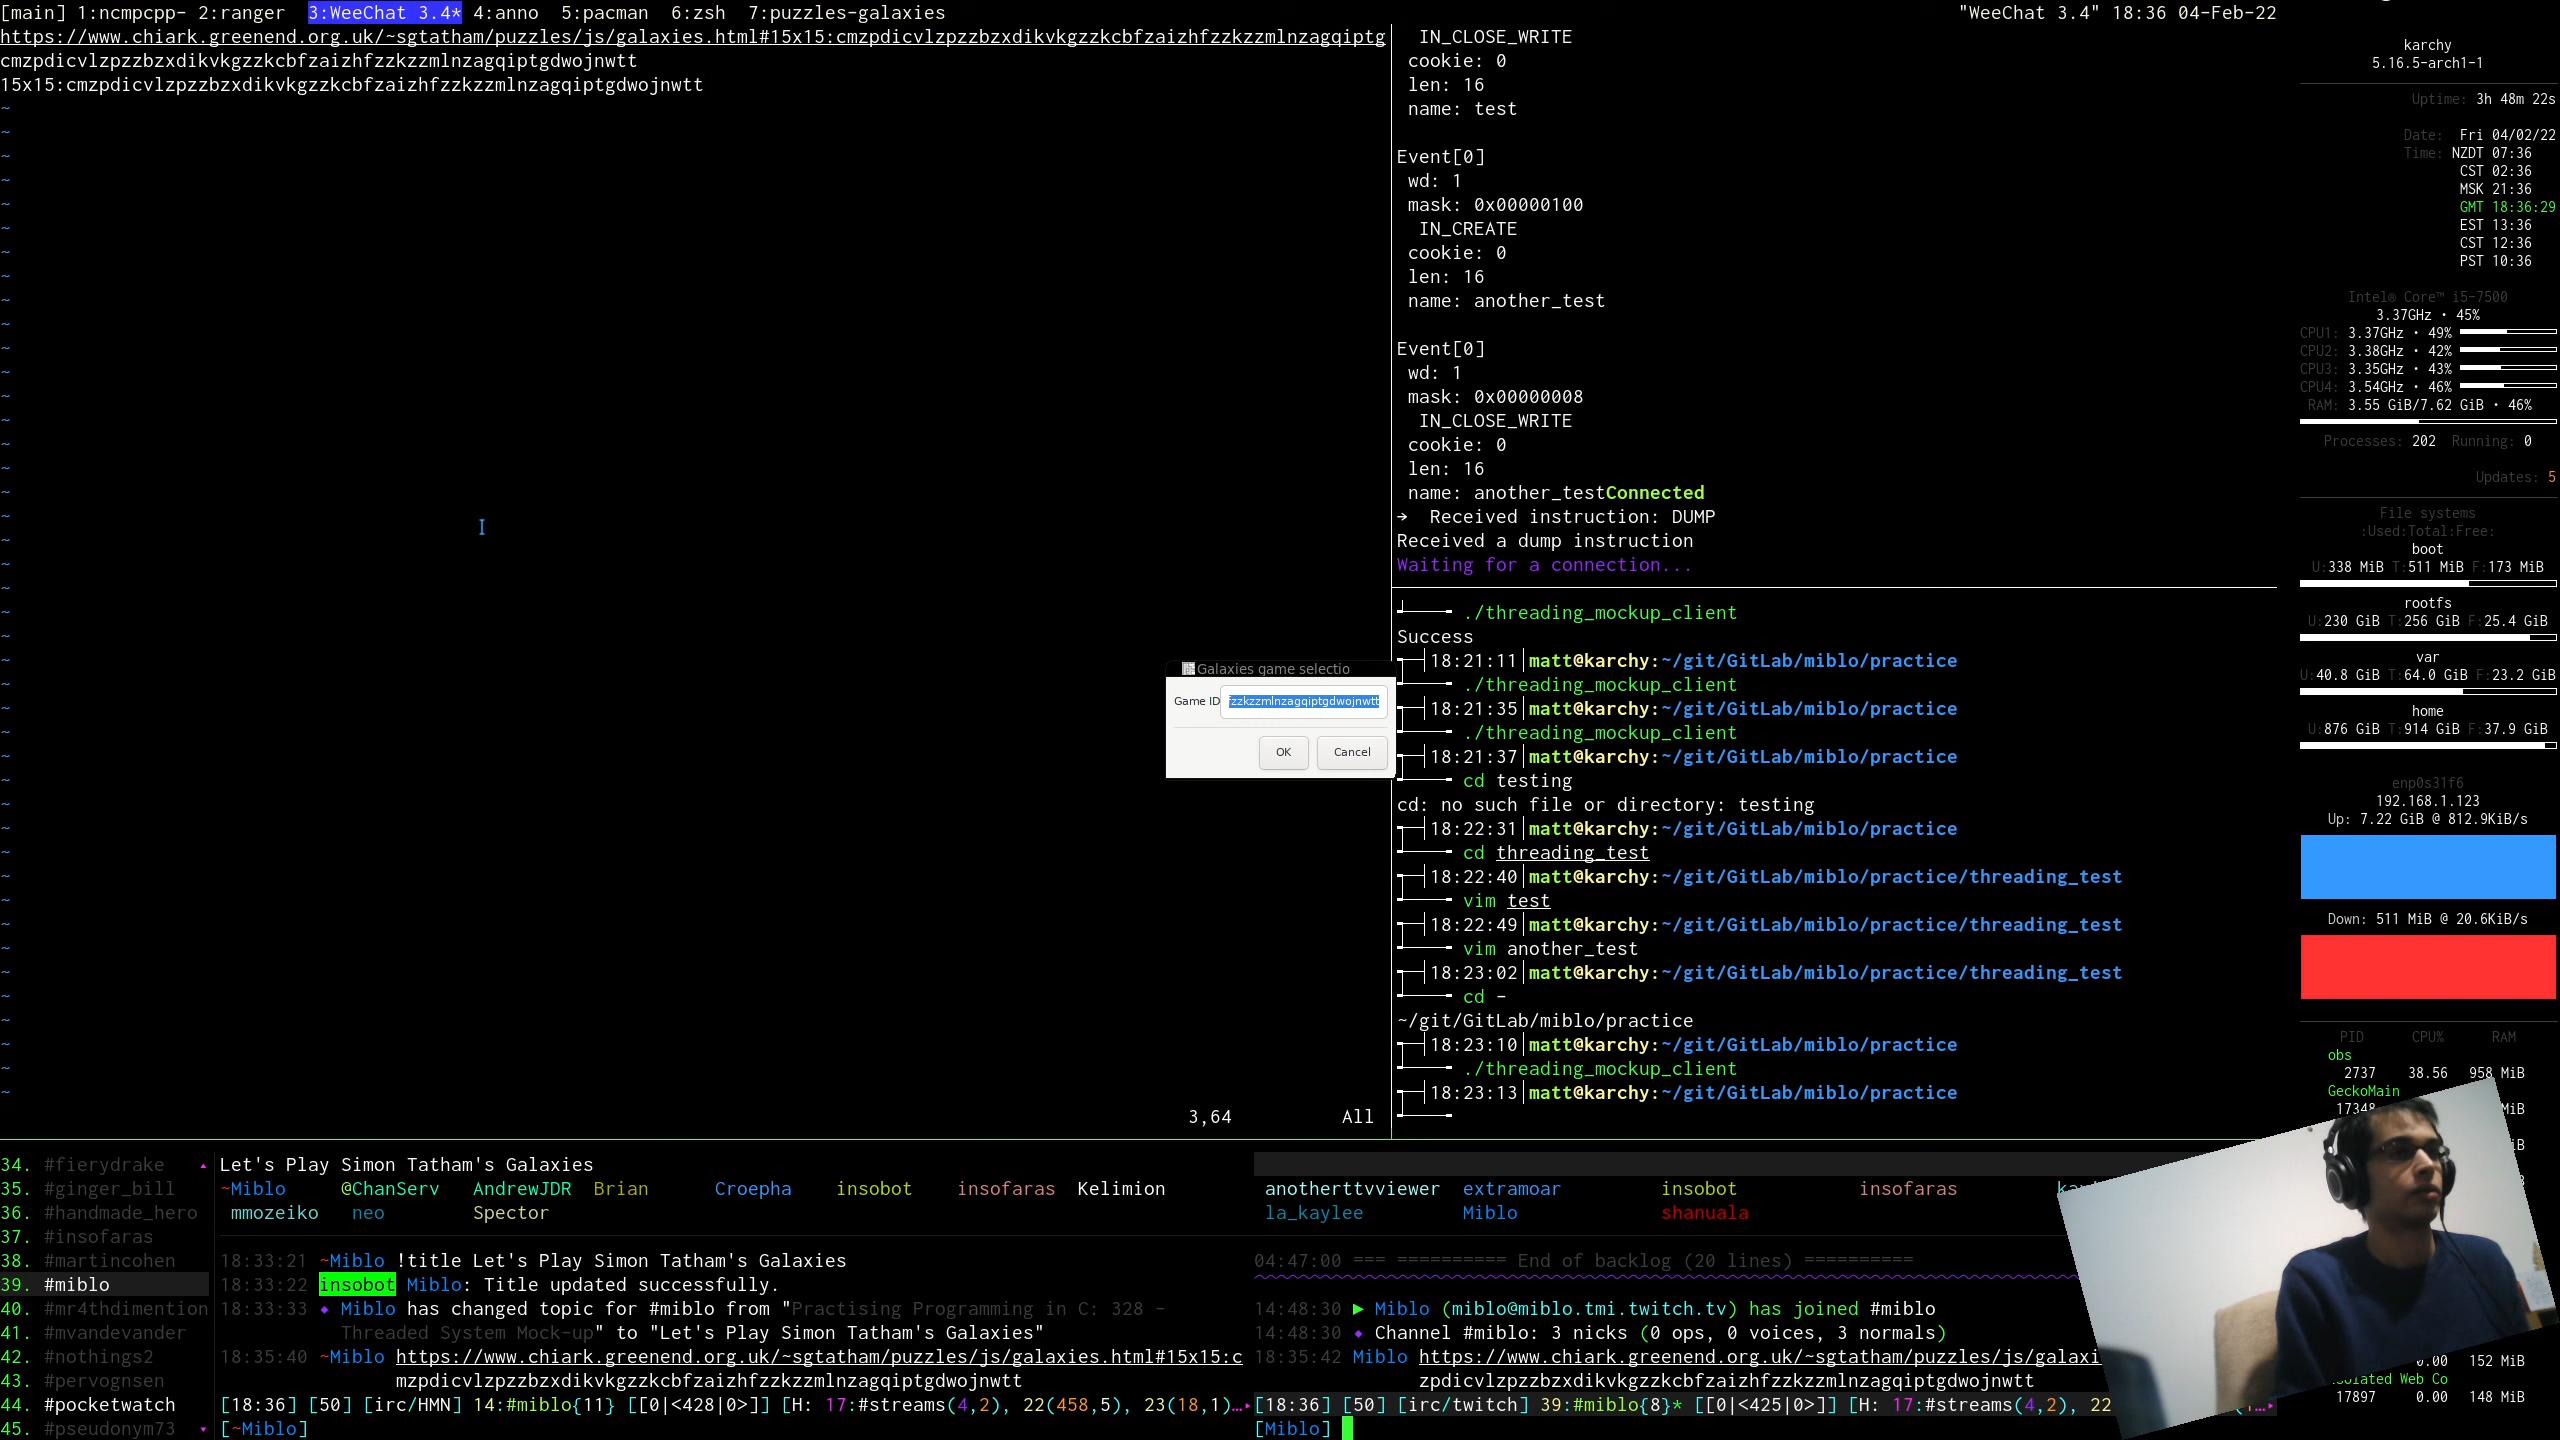 [main] 1:ncmpcpp- 2:ranger  3:WeeChat 3.4* 4:anno  5:pacman  6:zsh  7:puzzles-galaxies
"WeeChat 3.4" 18:36 04-Feb-22
https://www.chiark.greenend.org.uk/~sgtatham/puzzles/js/galaxies.html#15x15:cmzpdicvlzpzzbzxdikvkgzzkcbfzaizhfzzkzzmlnzagqiptg
cmzpdicvlzpzzbzxdikvkgzzkcbfzaizhfzzkzzmlnzagqiptgdwojnwtt
15x15:cmzpdicvlzpzzbzxdikvkgzzkcbfzaizhfzzkzzmlnzagqiptgdwojnwtt
3,64 All
IN_CLOSE_WRITE
cookie: 0
len: 16
name: test
Event[0]
wd: 1
mask: 0x00000100
IN_CREATE
cookie: 0
len: 16
name: another_test
Event[0]
wd: 1
mask: 0x00000008
IN_CLOSE_WRITE
cookie: 0
len: 16
name: another_testConnected
→ Received instruction: DUMP
Received a dump instruction
Waiting for a connection...
./threading_mockup_client
Success
18:21:11│matt@karchy:~/git/GitLab/miblo/practice
./threading_mockup_client
18:21:35│matt@karchy:~/git/GitLab/miblo/practice
./threading_mockup_client
18:21:37│matt@karchy:~/git/GitLab/miblo/practice
cd testing
cd: no such file or directory: testing
18:22:31│matt@karchy:~/git/GitLab/miblo/practice
cd threading_test
18:22:40│matt@karchy:~/git/GitLab/miblo/practice/threading_test
vim test
18:22:49│matt@karchy:~/git/GitLab/miblo/practice/threading_test
vim another_test
18:23:02│matt@karchy:~/git/GitLab/miblo/practice/threading_test
cd -
~/git/GitLab/miblo/practice
18:23:10│matt@karchy:~/git/GitLab/miblo/practice
./threading_mockup_client
18:23:13│matt@karchy:~/git/GitLab/miblo/practice
Galaxies game selectio
Game ID zzkzzmlnzagqiptgdwojnwtt
OK Cancel
karchy
5.16.5-arch1-1
Uptime: 3h 48m 22s
Date: Fri 04/02/22
Time: NZDT 07:36
CST 02:36
MSK 21:36
GMT 18:36:29
EST 13:36
CST 12:36
PST 10:36
Intel® Core™ i5-7500
3.37GHz • 45%
CPU1: 3.37GHz • 49%
CPU2: 3.38GHz • 42%
CPU3: 3.35GHz • 43%
CPU4: 3.54GHz • 46%
RAM: 3.55 GiB/7.62 GiB • 46%
Processes: 202 Running: 0
Updates: 5
File systems
:Used:Total:Free:
boot
U:338 MiB T:511 MiB F:173 MiB
rootfs
U:230 GiB T:256 GiB F:25.4 GiB
var
U:40.8 GiB T:64.0 GiB F:23.2 GiB
home
U:876 GiB T:914 GiB F:37.9 GiB
enp0s31f6
192.168.1.123
Up: 7.22 GiB @ 812.9KiB/s
Down: 511 MiB @ 20.6KiB/s
PID CPU% RAM
obs
2737 38.56 958 MiB
GeckoMain
17348 MiB
0.00 152 MiB
olated Web Co
17897 0.00 148 MiB
34. #fierydrake
35. #ginger_bill
36. #handmade_hero
37. #insofaras
38. #martincohen
39. #miblo
40. #mr4thdimention
41. #mvandevander
42. #nothings2
43. #pervognsen
44. #pocketwatch
45. #pseudonym73
Let's Play Simon Tatham's Galaxies
~Miblo @ChanServ AndrewJDR Brian Croepha insobot insofaras Kelimion
mmozeiko neo Spector
18:33:21 ~Miblo !title Let's Play Simon Tatham's Galaxies
18:33:22 insobot Miblo: Title updated successfully.
18:33:33 ⬥ Miblo has changed topic for #miblo from "Practising Programming in C: 328 -
Threaded System Mock-up" to "Let's Play Simon Tatham's Galaxies"
18:35:40 ~Miblo https://www.chiark.greenend.org.uk/~sgtatham/puzzles/js/galaxies.html#15x15:c
mzpdicvlzpzzbzxdikvkgzzkcbfzaizhfzzkzzmlnzagqiptgdwojnwtt
[18:36] [50] [irc/HMN] 14:#miblo{11} [[0|<428|0>]] [H: 17:#streams(4,2), 22(458,5), 23(18,1)…
[~Miblo]
anotherttvviewer extramoar insobot insofaras
la_kaylee Miblo shanuala
04:47:00 === ========== End of backlog (20 lines) ==========
14:48:30 ▶ Miblo (miblo@miblo.tmi.twitch.tv) has joined #miblo
14:48:30 ⬥ Channel #miblo: 3 nicks (0 ops, 0 voices, 3 normals)
18:35:42 Miblo https://www.chiark.greenend.org.uk/~sgtatham/puzzles/js/galaxi
zpdicvlzpzzbzxdikvkgzzkcbfzaizhfzzkzzmlnzagqiptgdwojnwtt
[18:36] [50] [irc/twitch] 39:#miblo{8}* [[0|<425|0>]] [H: 17:#streams(4,2), 22
[Miblo]